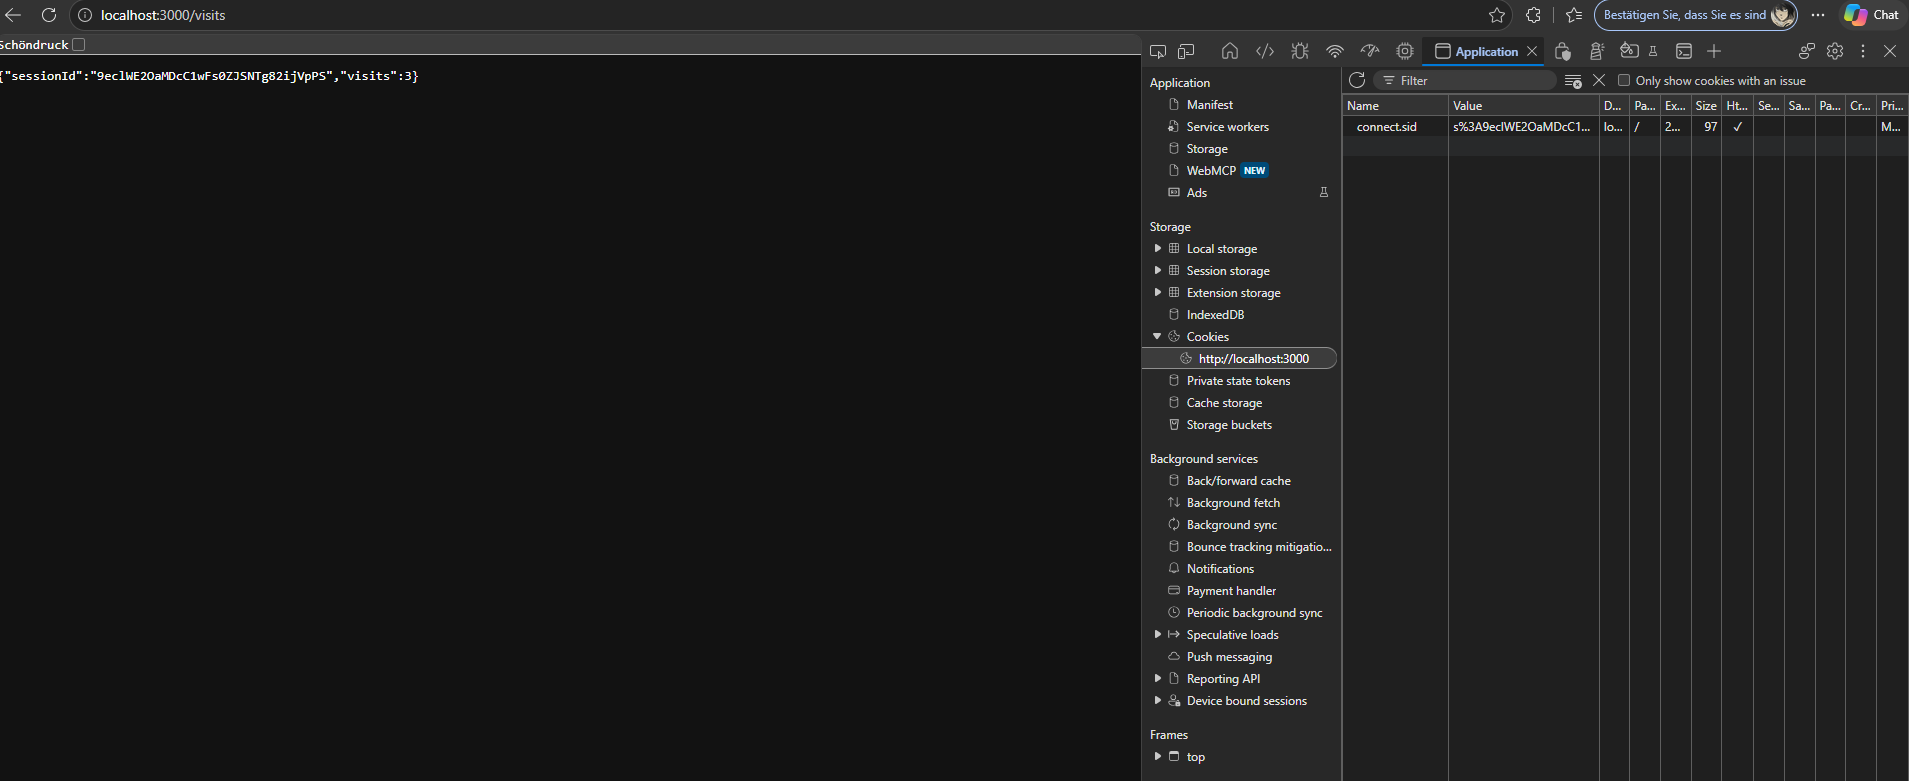 localhost:3000/visits
Bestätigen Sie, dass Sie es sind
Chat
Schöndruck
{"sessionId":"9eclWE2OaMDcC1wFs0ZJSNTg82ijVpPS","visits":3}
Application
Filter
Only show cookies with an issue
Application
Manifest
Service workers
Storage
WebMCP NEW
Ads
Storage
Local storage
Session storage
Extension storage
IndexedDB
Cookies
http://localhost:3000
Private state tokens
Cache storage
Storage buckets
Background services
Back/forward cache
Background fetch
Background sync
Bounce tracking mitigatio...
Notifications
Payment handler
Periodic background sync
Speculative loads
Push messaging
Reporting API
Device bound sessions
Frames
top
Name Value D... Pa... Ex... Size Ht... Se... Sa... Pa... Cr... Pri...
connect.sid s%3A9eclWE2OaMDcC1... lo... / 2... 97 ✓ M...